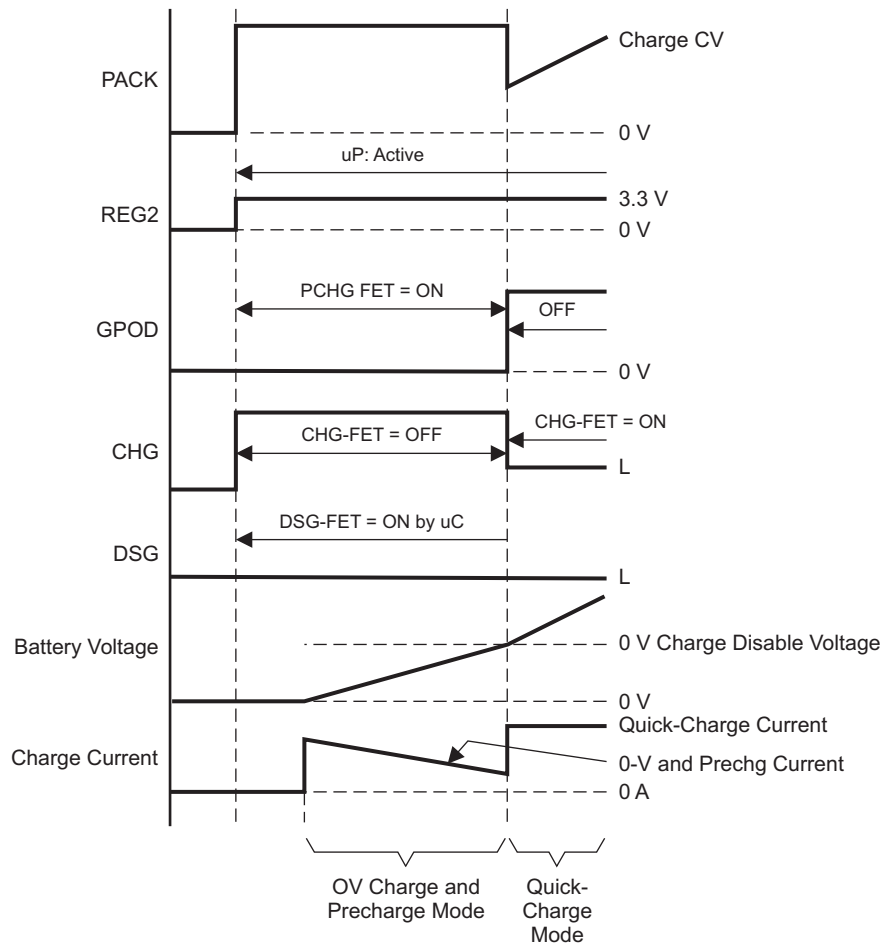 Charge CV
PACK
0 V
uP: Active
3.3 V
REG2
0 V
PCHG FET = ON
OFF
GPOD
0 V
CHG-FET = ON
CHG-FET = OFF
CHG
L
DSG-FET = ON by uC
DSG
L
Battery Voltage
0 V Charge Disable Voltage
0 V
Quick-Charge Current
Charge Current
0-V and Prechg Current
0 A
OV Charge and
Precharge Mode
Quick-
Charge
Mode